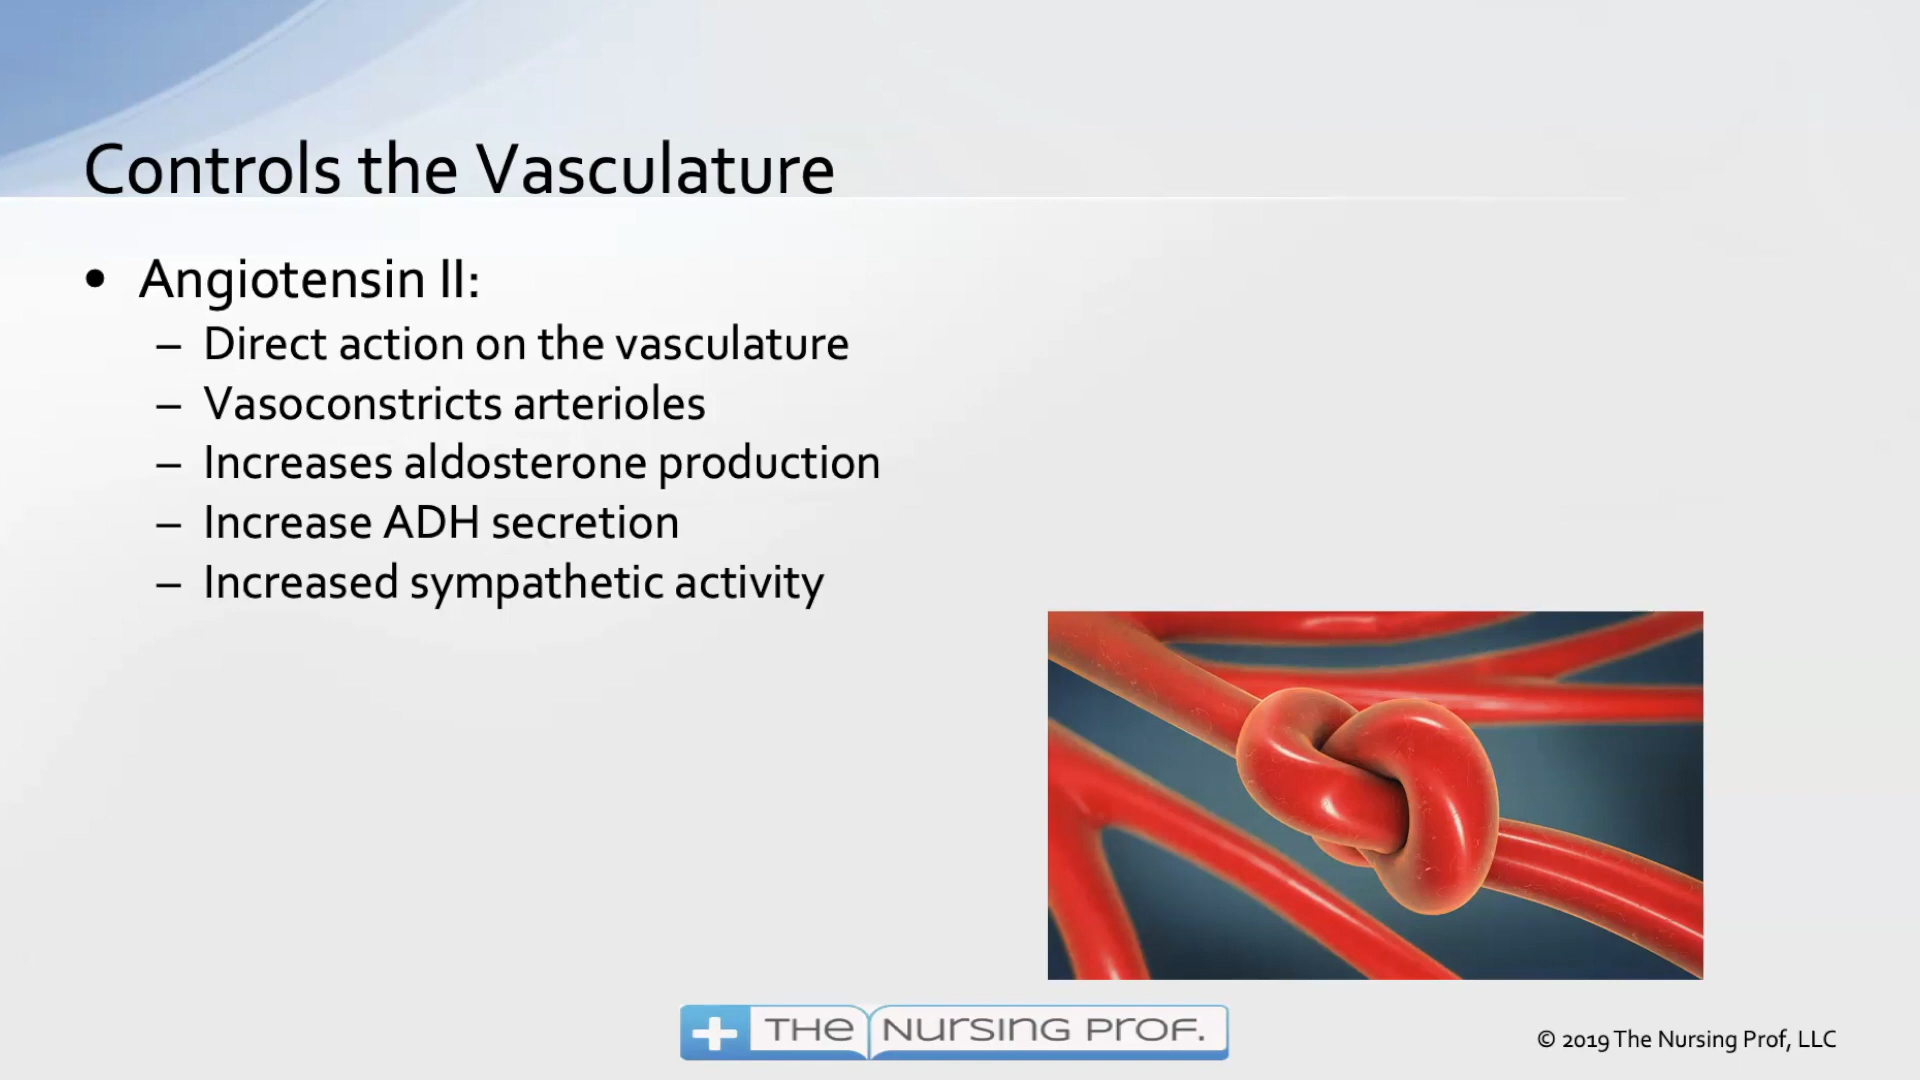 Controls the Vasculature
• Angiotensin II:
– Direct action on the vasculature
– Vasoconstricts arterioles
– Increases aldosterone production
– Increase ADH secretion
– Increased sympathetic activity
THE NURSING PROF.
© 2019 The Nursing Prof, LLC